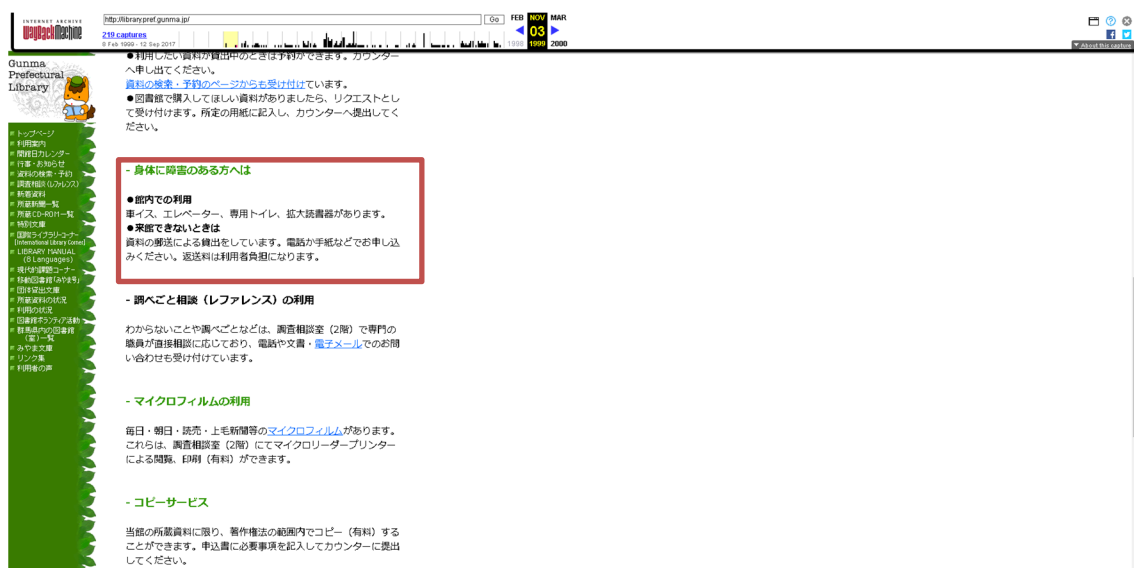 INTERNET ARCHIVE
WayBackMachine
http://library.pref.gunma.jp/
Go
FEB NOV MAR
219 captures
8 Feb 1999 - 12 Sep 2017
03
1998 1999 2000
About this capture
Gunma
Prefectural
Library
トップページ
利用案内
開館日カレンダー
行事・お知らせ
資料の検索・予約
調査相談(レファレンス)
新着資料
所蔵新聞一覧
所蔵CD-ROM一覧
特別文庫
国際ライブラリーコーナー
[International Library Corner]
LIBRARY MANUAL
(8 Languages)
現代的課題コーナー
移動図書館「みやま号」
団体貸出文庫
所蔵資料の状況
利用の状況
図書館ボランティア活動
群馬県内の図書館
(室)一覧
みやま文庫
リンク集
利用者の声
●利用したい資料が貸出中のときは予約ができます。カウンター
へ申し出てください。
資料の検索・予約のページからも受け付けています。
●図書館で購入してほしい資料がありましたら、リクエストとし
て受け付けます。所定の用紙に記入し、カウンターへ提出してく
ださい。
- 身体に障害のある方へは
●館内での利用
車イス、エレベーター、専用トイレ、拡大読書器があります。
●来館できないときは
資料の郵送による貸出をしています。電話か手紙などでお申し込
みください。返送料は利用者負担になります。
- 調べごと相談（レファレンス）の利用
わからないことや調べごとなどは、調査相談室（2階）で専門の
職員が直接相談に応じており、電話や文書・電子メールでのお問
い合わせも受け付けています。
- マイクロフィルムの利用
毎日・朝日・読売・上毛新聞等のマイクロフィルムがあります。
これらは、調査相談室（2階）にてマイクロリーダープリンター
による閲覧、印刷（有料）ができます。
- コピーサービス
当館の所蔵資料に限り、著作権法の範囲内でコピー（有料）する
ことができます。申込書に必要事項を記入してカウンターに提出
してください。